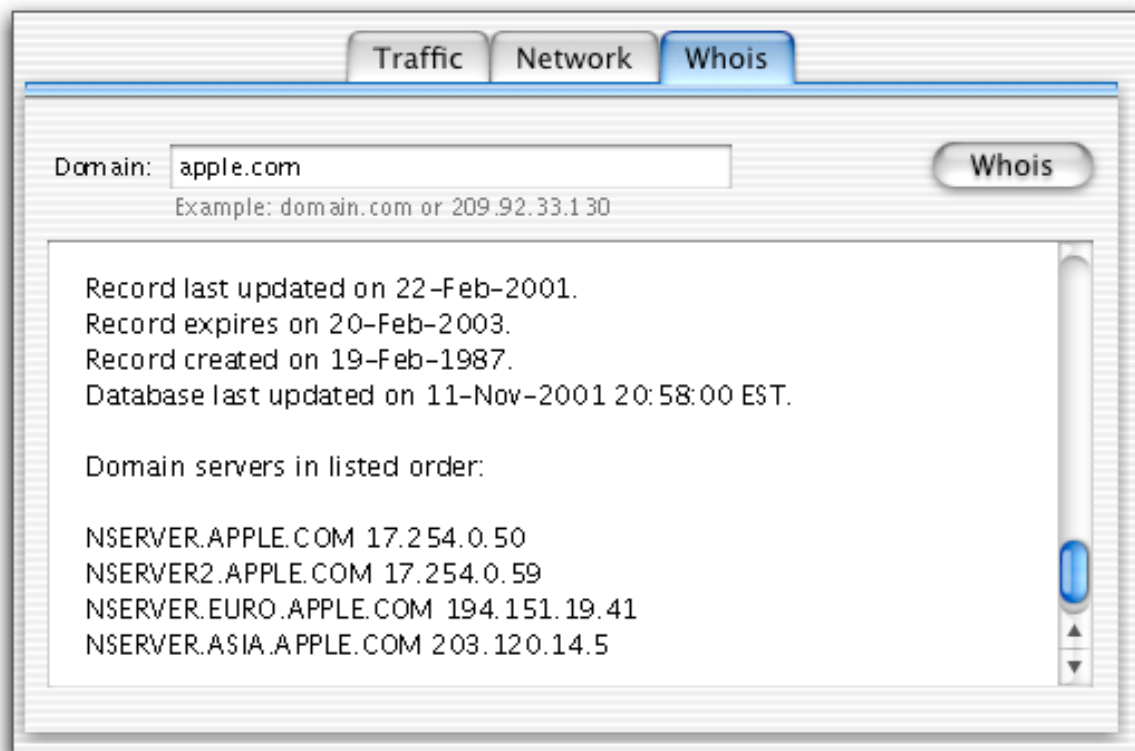 Traffic Network Whois
Domain: apple.com Whois
Example: domain.com or 209.92.33.130
Record last updated on 22-Feb-2001.
Record expires on 20-Feb-2003.
Record created on 19-Feb-1987.
Database last updated on 11-Nov-2001 20:58:00 EST.
Domain servers in listed order:
NSERVER.APPLE.COM 17.254.0.50
NSERVER2.APPLE.COM 17.254.0.59
NSERVER.EURO.APPLE.COM 194.151.19.41
NSERVER.ASIA.APPLE.COM 203.120.14.5